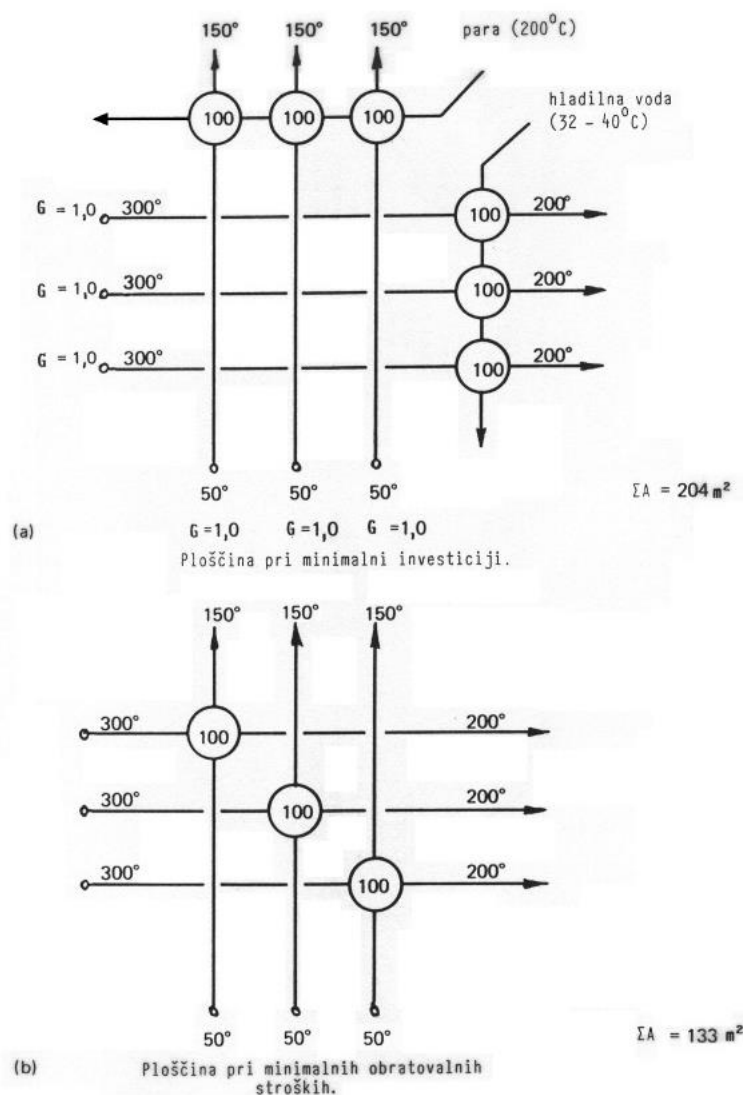 150° 150° 150° para (200°C)
hladilna voda
(32 - 40°C)
100 100 100
G = 1,0 300° 100 200°
G = 1,0 300° 100 200°
G = 1,0 300° 100 200°
50° 50° 50° ΣA = 204 m²
(a) G=1,0 G=1,0 G=1,0
Ploščina pri minimalni investiciji.
150° 150° 150°
300° 100 200°
300° 100 200°
300° 100 200°
50° 50° 50° ΣA = 133 m²
(b) Ploščina pri minimalnih obratovalnih
stroških.